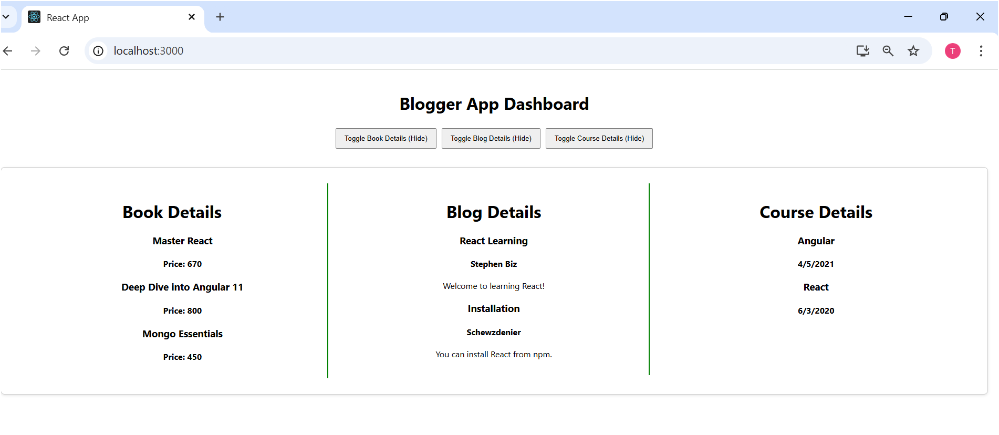 React App
localhost:3000
T
Blogger App Dashboard
Toggle Book Details (Hide)
Toggle Blog Details (Hide)
Toggle Course Details (Hide)
Book Details
Master React
Price: 670
Deep Dive into Angular 11
Price: 800
Mongo Essentials
Price: 450
Blog Details
React Learning
Stephen Biz
Welcome to learning React!
Installation
Schewzdenier
You can install React from npm.
Course Details
Angular
4/5/2021
React
6/3/2020